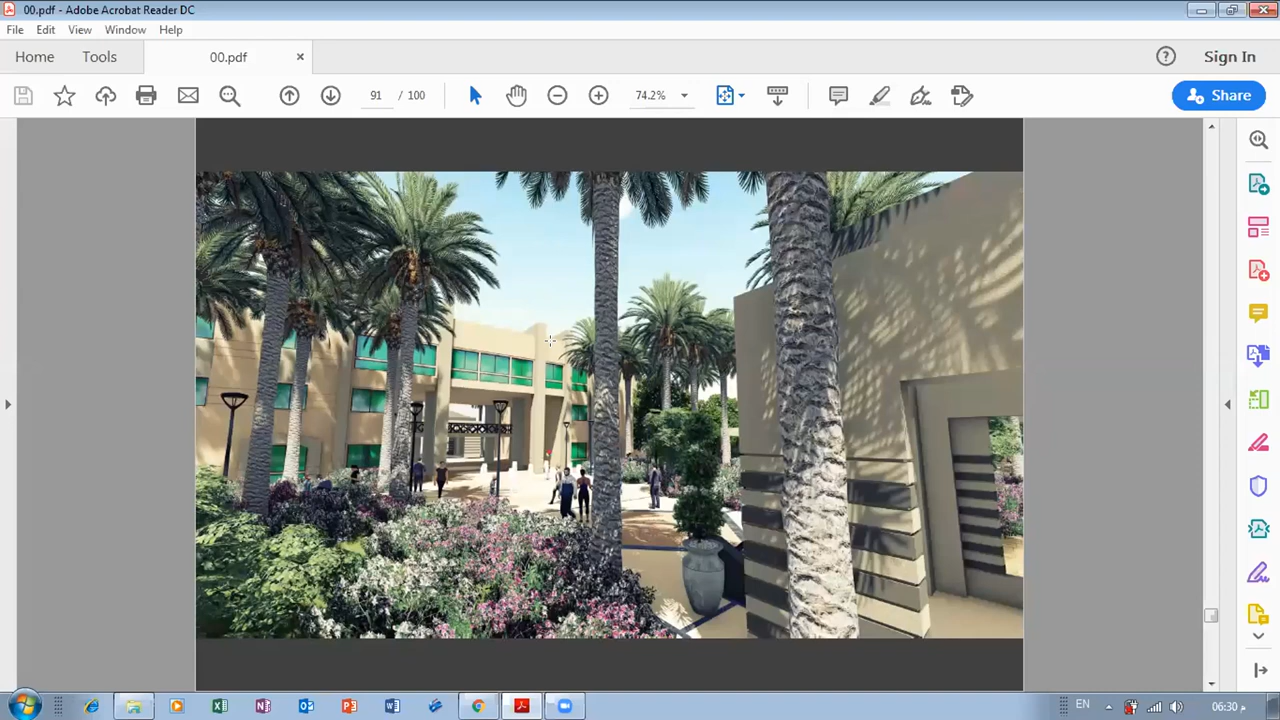 00.pdf - Adobe Acrobat Reader DC
File Edit View Window Help
Home Tools 00.pdf × Sign In
91 / 100 74.2% Share
EN 06:30 م